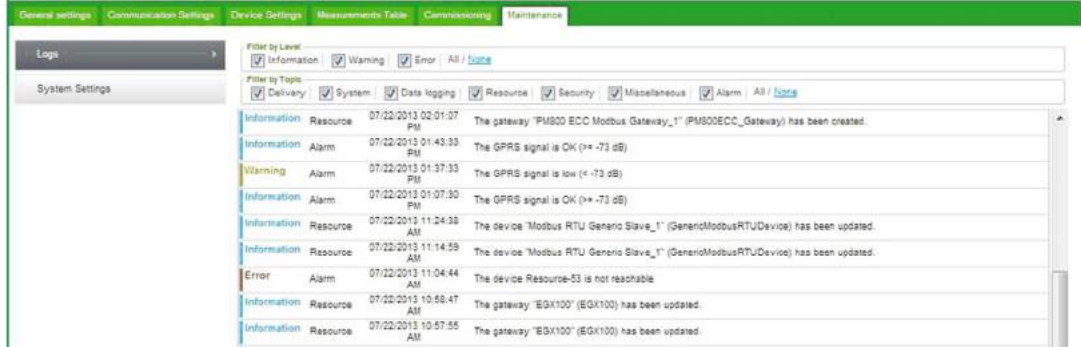 General settings Communication Settings Device Settings Measurements Table Commissioning Maintenance
Logs
System Settings
Filter by Level
Information Warning Error All / None
Filter by Topic
Delivery System Data logging Resource Security Miscellaneous Alarm All / None
Information Resource 07/22/2013 02:01:07 PM The gateway "PM800 ECC Modbus Gateway_1" (PM800ECC_Gateway) has been created.
Information Alarm 07/22/2013 01:43:33 PM The GPRS signal is OK (>= -73 dB)
Warning Alarm 07/22/2013 01:37:33 PM The GPRS signal is low (< -73 dB)
Information Alarm 07/22/2013 01:07:30 PM The GPRS signal is OK (>= -73 dB)
Information Resource 07/22/2013 11:24:38 AM The device "Modbus RTU Generic Slave_1" (GenericModbusRTUDevice) has been updated.
Information Resource 07/22/2013 11:14:59 AM The device "Modbus RTU Generic Slave_1" (GenericModbusRTUDevice) has been updated.
Error Alarm 07/22/2013 11:04:44 AM The device Resource-53 is not reachable
Information Resource 07/22/2013 10:58:47 AM The gateway "EGX100" (EGX100) has been updated.
Information Resource 07/22/2013 10:57:55 AM The gateway "EGX100" (EGX100) has been updated.